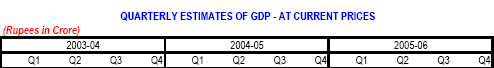 QUARTERLY ESTIMATES OF GDP - AT CURRENT PRICES
(Rupees in Crore)
2003-04 2004-05 2005-06
Q1 Q2 Q3 Q4 Q1 Q2 Q3 Q4 Q1 Q2 Q3 Q4